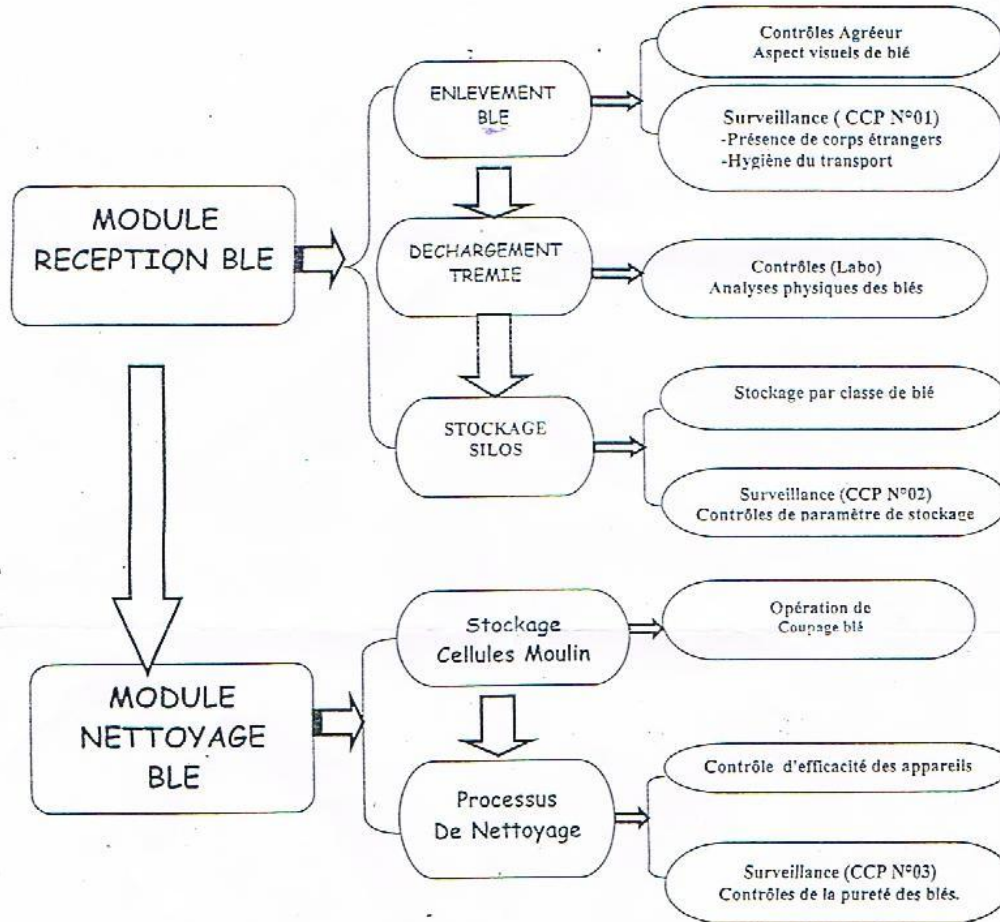 Contrôles Agréeur
Aspect visuels de blé
ENLEVEMENT
BLE
Surveillance ( CCP N°01)
-Présence de corps étrangers
-Hygiène du transport
MODULE
RECEPTION BLE
DECHARGEMENT
TREMIE
Contrôles (Labo)
Analyses physiques des blés
Stockage par classe de blé
STOCKAGE
SILOS
Surveillance (CCP N°02)
Contrôles de paramètre de stockage
Stockage
Cellules Moulin
Opération de
Coupage blé
MODULE
NETTOYAGE
BLE
Contrôle d'efficacité des appareils
Processus
De Nettoyage
Surveillance (CCP N°03)
Contrôles de la pureté des blés.